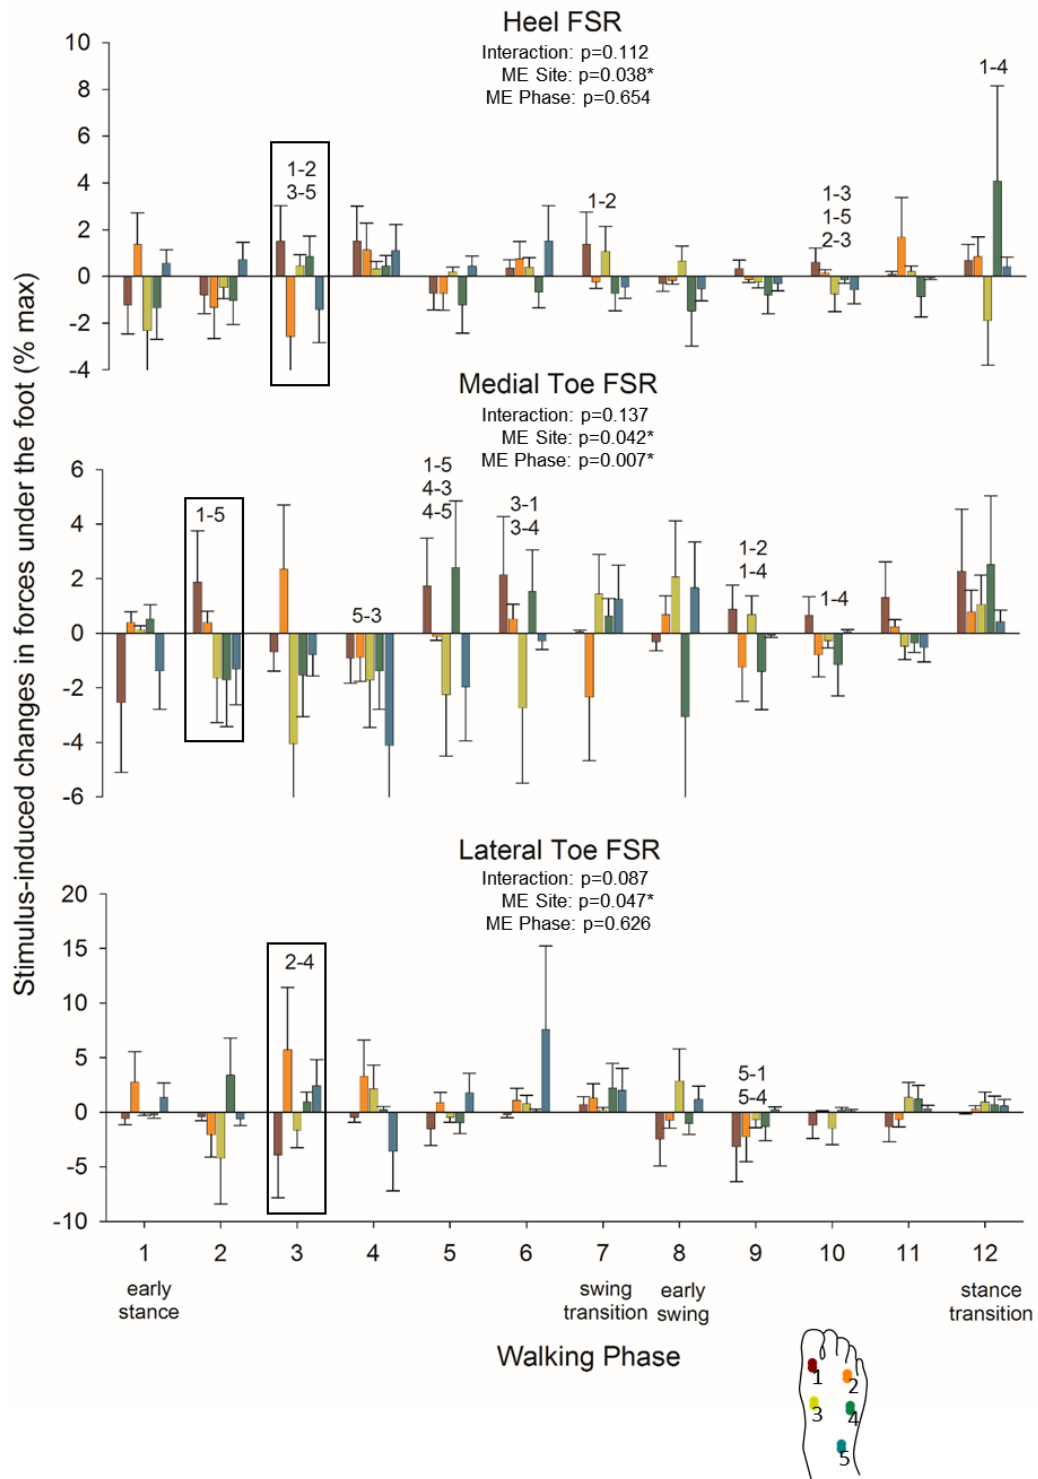 Heel FSR
Interaction: p=0.112
ME Site: p=0.038*
ME Phase: p=0.654
10
8
6
4
2
0
-2
-4
1-2
3-5
1-2
1-3
1-5
2-3
1-4
Stimulus-induced changes in forces under the foot (% max)
Medial Toe FSR
Interaction: p=0.137
ME Site: p=0.042*
ME Phase: p=0.007*
6
4
2
0
-2
-4
-6
1-5
5-3
1-5
4-3
4-5
3-1
3-4
1-2
1-4
1-4
Lateral Toe FSR
Interaction: p=0.087
ME Site: p=0.047*
ME Phase: p=0.626
20
15
10
5
0
-5
-10
2-4
5-1
5-4
1 2 3 4 5 6 7 8 9 10 11 12
early
stance
swing
transition
early
swing
stance
transition
Walking Phase
1
2
3
4
5